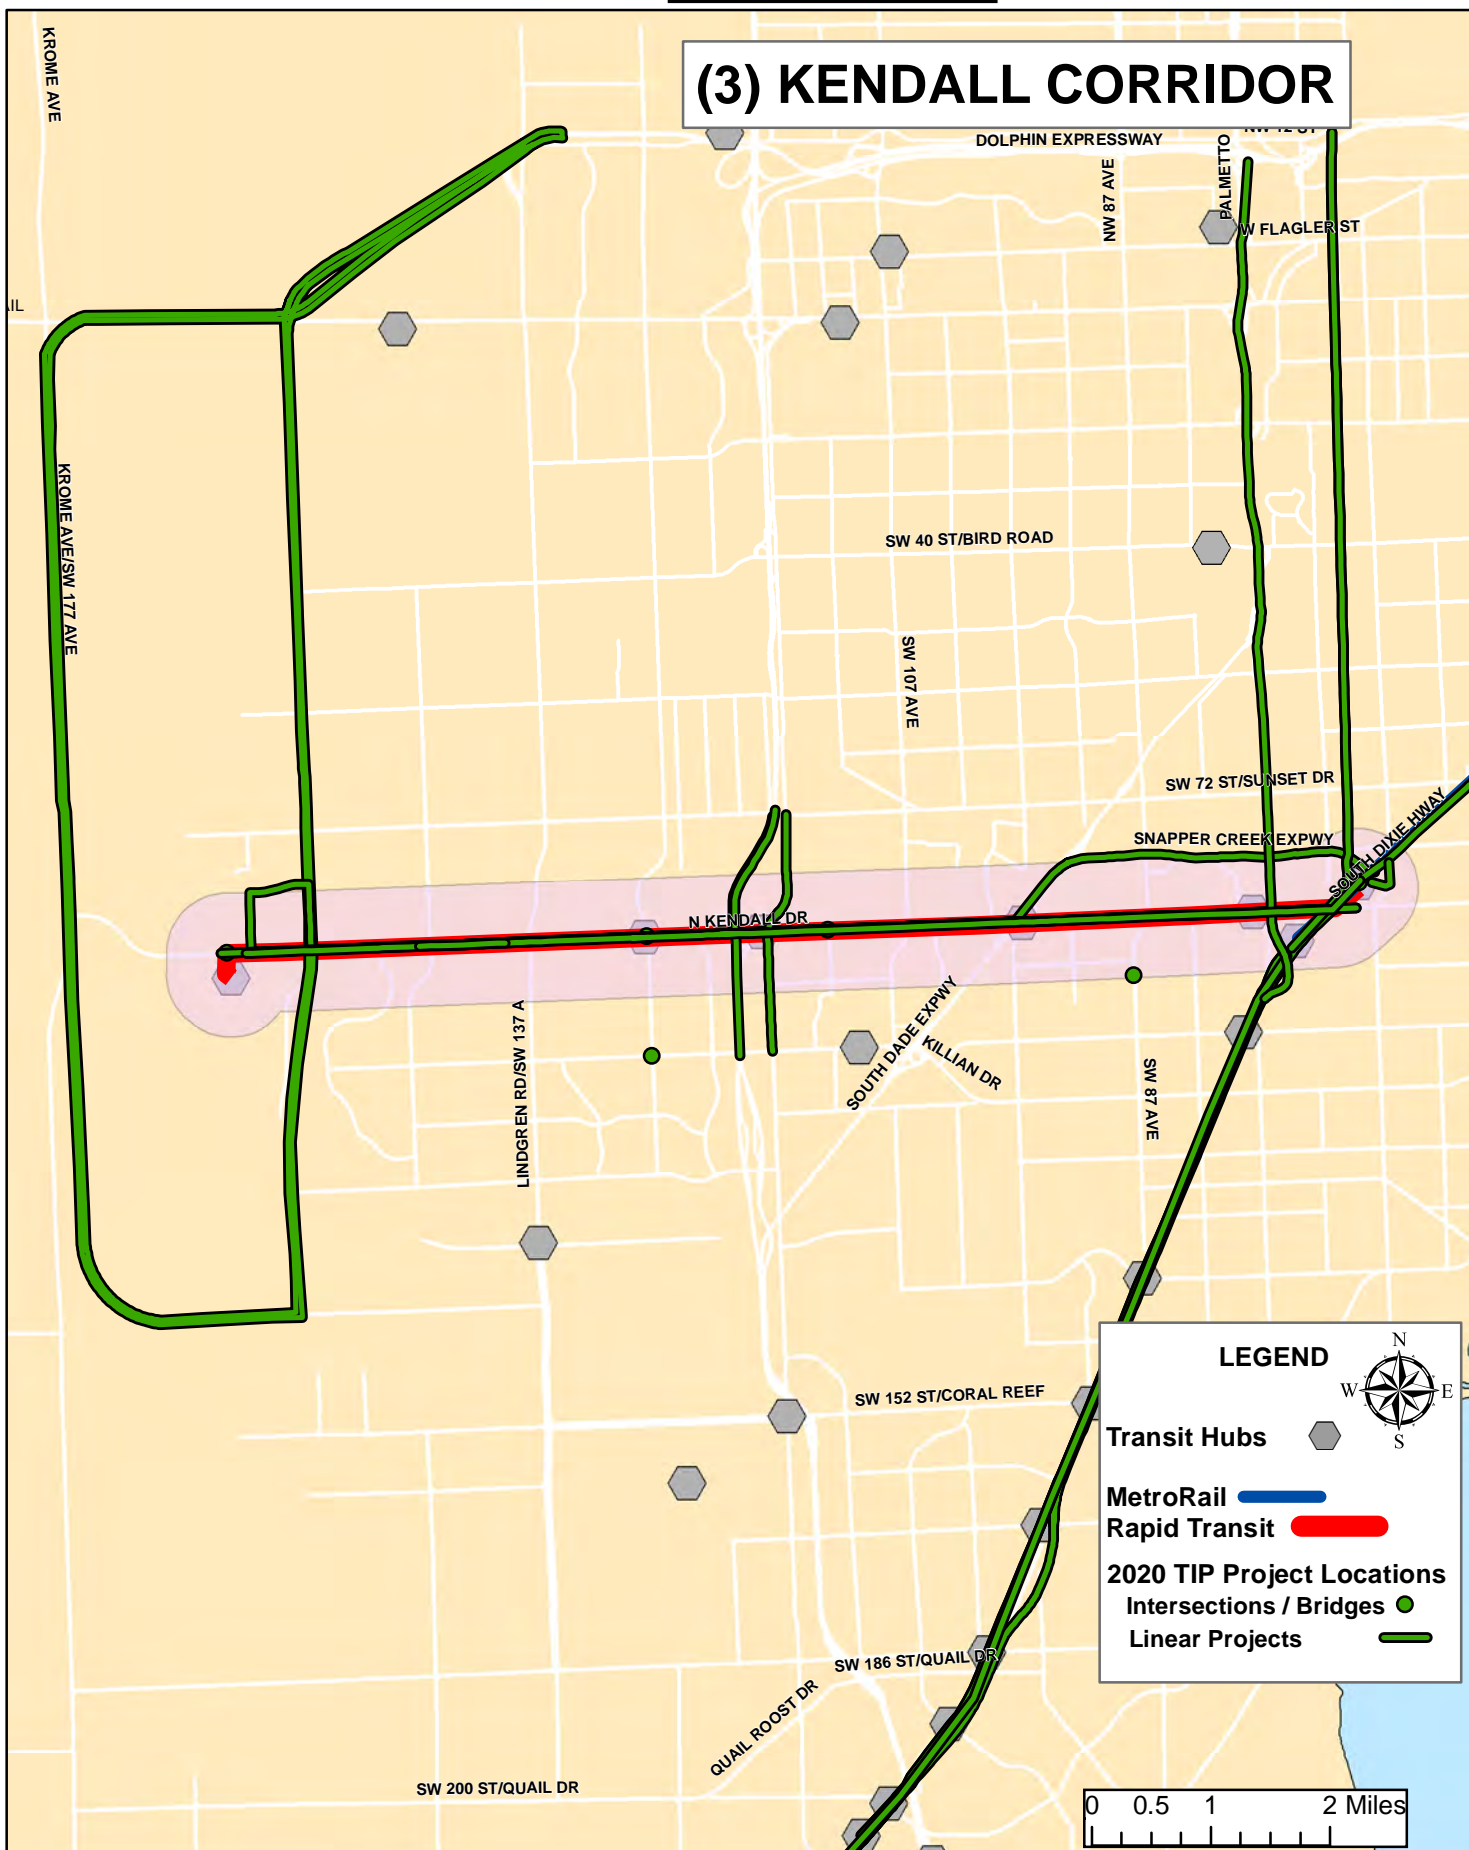 (3) KENDALL CORRIDOR
KROME AVE
DOLPHIN EXPRESSWAY
NW 87 AVE
PALMETTO
W FLAGLER ST
AIL
KROME AVE/SW 177 AVE
SW 40 ST/BIRD ROAD
SW 107 AVE
SW 72 ST/SUNSET DR
SNAPPER CREEK EXPWY
SOUTH DIXIE HWAY
N KENDALL DR
LINDGREN RD/SW 137 A
SOUTH DADE EXPWY
KILLIAN DR
SW 87 AVE
SW 152 ST/CORAL REEF
SW 186 ST/QUAIL DR
QUAIL ROOST DR
SW 200 ST/QUAIL DR
LEGEND
N
W E
S
Transit Hubs
MetroRail
Rapid Transit
2020 TIP Project Locations
Intersections / Bridges
Linear Projects
0 0.5 1 2 Miles